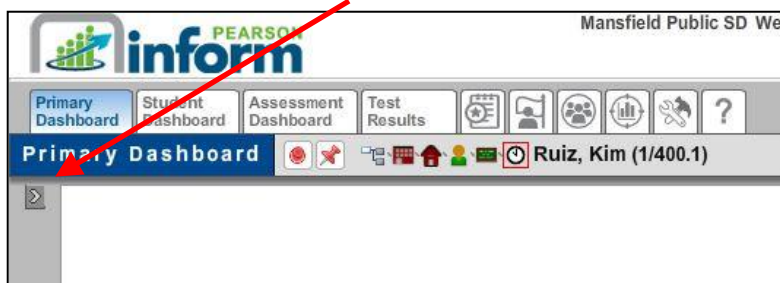 PEARSON
inform
Mansfield Public SD We
Primary Dashboard
Student Dashboard
Assessment Dashboard
Test Results
?
Primary Dashboard
Ruiz, Kim (1/400.1)